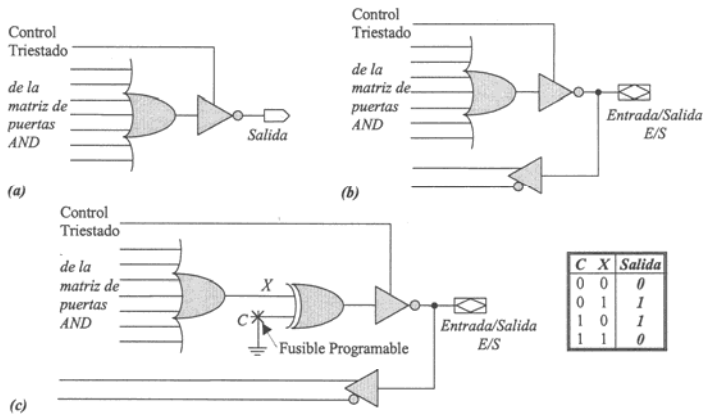 Control
Triestado
de la
matriz de
puertas
AND
Salida
(a)
Control
Triestado
de la
matriz de
puertas
AND
Entrada/Salida
E/S
(b)
Control
Triestado
de la
matriz de
puertas
AND
X
C
Fusible Programable
Entrada/Salida
E/S
(c)
C X Salida
0 0 0
0 1 1
1 0 1
1 1 0